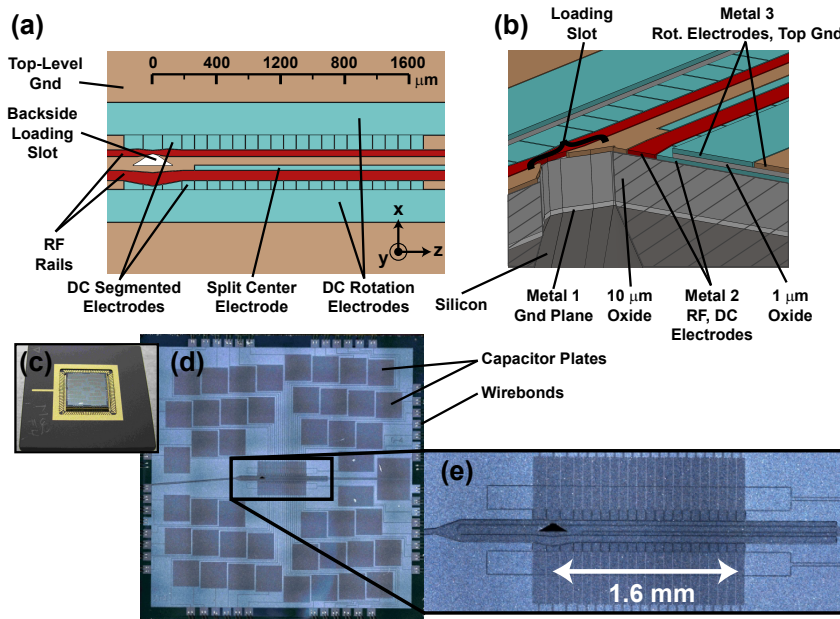 (a)
Top-Level
Gnd
0 400 800 1200 1600
μm
Backside
Loading
Slot
RF
Rails
x
y z
DC Segmented
Electrodes
Split Center
Electrode
DC Rotation
Electrodes
(b)
Loading
Slot
Metal 3
Rot. Electrodes, Top Gnd
Silicon
Metal 1
Gnd Plane
10 μm
Oxide
Metal 2
RF, DC
Electrodes
1 μm
Oxide
(c)
(d)
Capacitor Plates
Wirebonds
(e)
1.6 mm